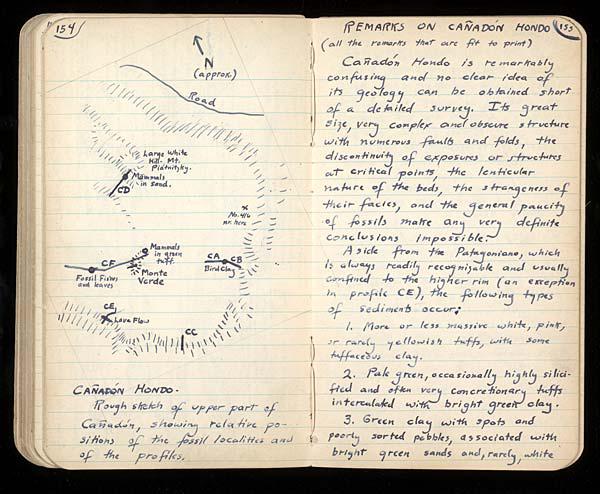 154
N
(approx.)
Road
Large White
Hill. Mt.
Piátnitzky.
Mammals
in sand.
CD
x
No. 416
nr. here
CF
Fossil Fishes
and leaves
Mammals
in green
tuff.
Monte
Verde
CA
CB
Bird Clay
CE
Lava Flow
CC
CAÑADÓN HONDO.
Rough sketch of upper part of
Cañadón, showing relative po-
sitions of the fossil localities and
of the profiles.
REMARKS ON CAÑADÓN HONDO
155
(all the remarks that are fit to print)
Cañadón Hondo is remarkably
confusing and no clear idea of
its geology can be obtained short
of a detailed survey. Its great
size, very complex and obscure structure
with numerous faults and folds, the
discontinuity of exposures or structures
at critical points, the lenticular
nature of the beds, the strangeness of
their facies, and the general paucity
of fossils make any very definite
conclusions impossible.
Aside from the Patagoniano, which
is always readily recognizable and usually
confined to the higher rim (an exception
in profile CE), the following types
of sediments occur:
1. More or less massive white, pink,
or rarely yellowish tuffs, with some
tuffaceous clay.
2. Pale green, occasionally highly silici-
fied and often very concretionary tuffs
intercalated with bright green clay.
3. Green clay with spots and
poorly sorted pebbles, associated with
bright green sands and, rarely, white